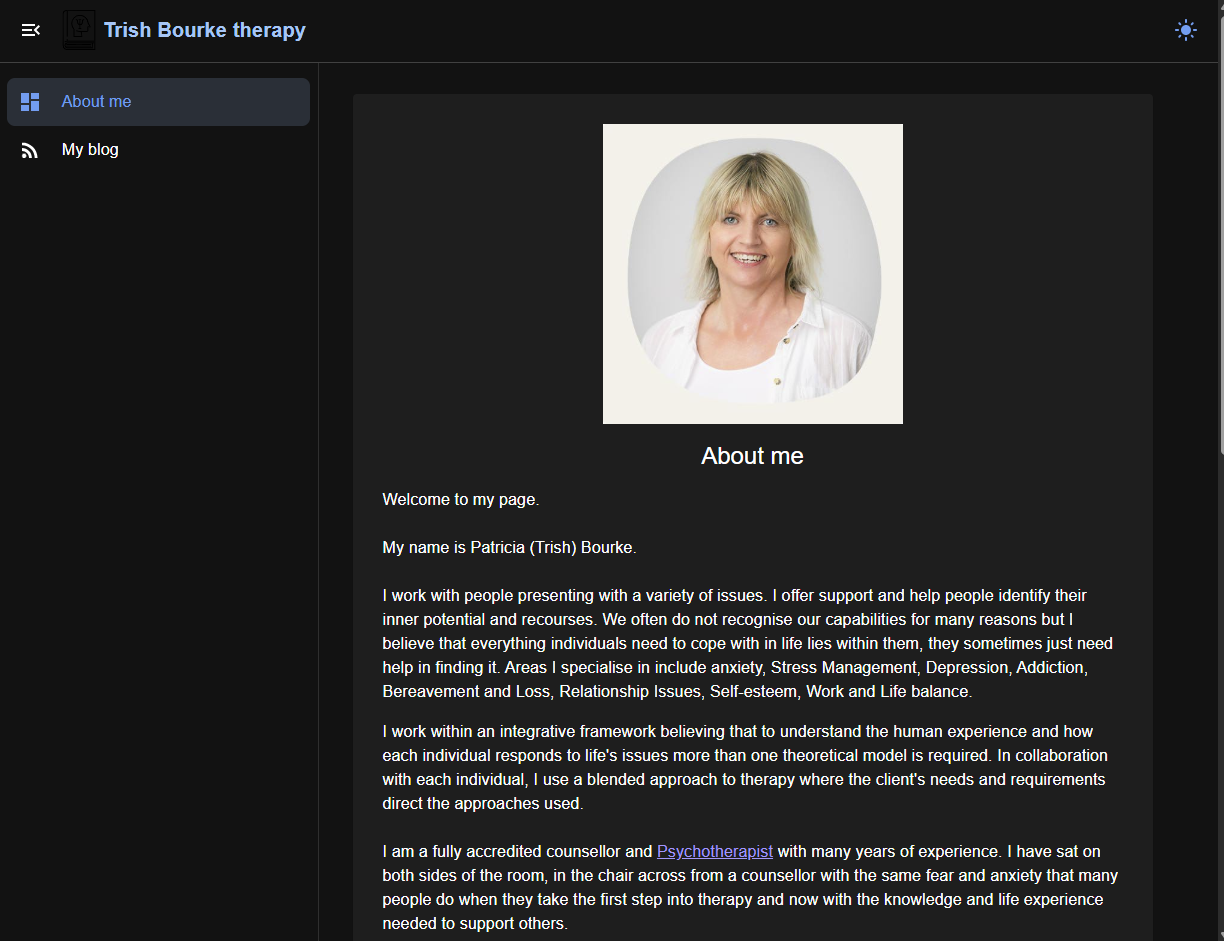 Trish Bourke therapy
About me
My blog
About me
Welcome to my page.
My name is Patricia (Trish) Bourke.
I work with people presenting with a variety of issues. I offer support and help people identify their
inner potential and recourses. We often do not recognise our capabilities for many reasons but I
believe that everything individuals need to cope with in life lies within them, they sometimes just need
help in finding it. Areas I specialise in include anxiety, Stress Management, Depression, Addiction,
Bereavement and Loss, Relationship Issues, Self-esteem, Work and Life balance.
I work within an integrative framework believing that to understand the human experience and how
each individual responds to life's issues more than one theoretical model is required. In collaboration
with each individual, I use a blended approach to therapy where the client's needs and requirements
direct the approaches used.
I am a fully accredited counsellor and Psychotherapist with many years of experience. I have sat on
both sides of the room, in the chair across from a counsellor with the same fear and anxiety that many
people do when they take the first step into therapy and now with the knowledge and life experience
needed to support others.